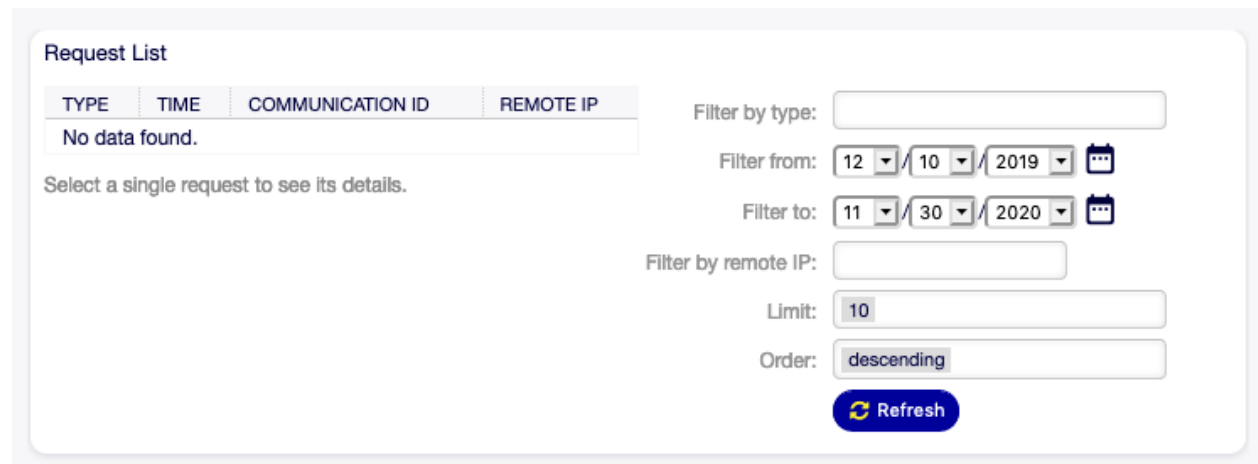 Request List
TYPE TIME COMMUNICATION ID REMOTE IP
No data found.
Select a single request to see its details.
Filter by type:
Filter from: 12 / 10 / 2019
Filter to: 11 / 30 / 2020
Filter by remote IP:
Limit: 10
Order: descending
Refresh